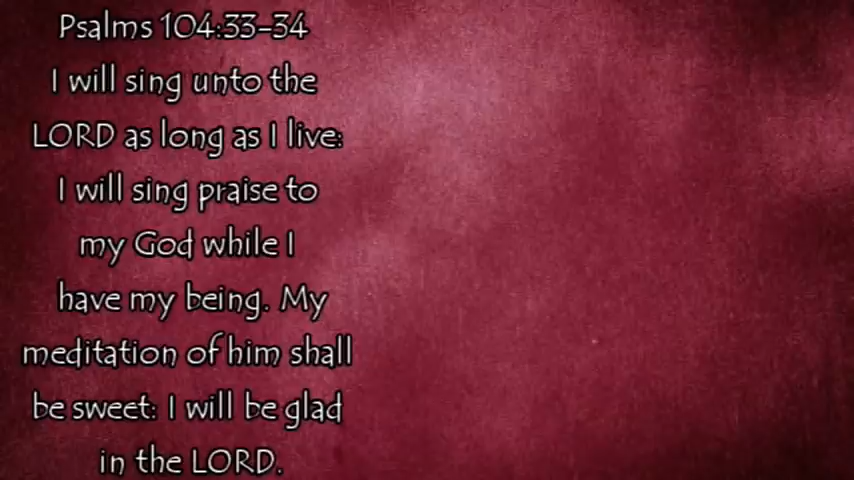 Psalms 104:33-34
I will sing unto the
LORD as long as I live:
I will sing praise to
my God while I
have my being. My
meditation of him shall
be sweet: I will be glad
in the LORD.